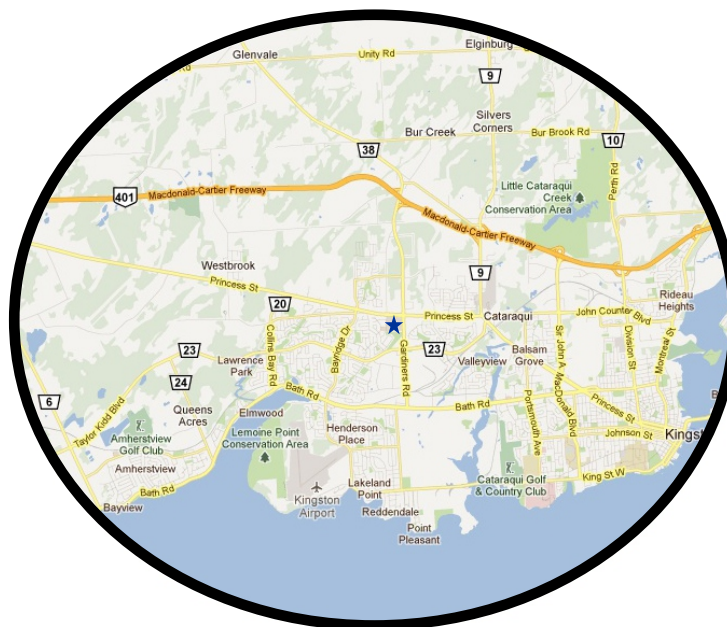 Elginburg
Glenvale
Unity Rd
Rd
9
Silvers
Corners
Bur Creek
Bur Brook Rd
10
38
Perth Rd
Little Cataraqui
Creek
Conservation Area
401
Macdonald-Cartier Freeway
Macdonald-Cartier Freeway
Westbrook
9
Princess St
Rideau
Heights
20
Princess St
Cataraqui
John Counter Blvd
Collins Bay Rd
Bayridge Dr
Gardiners Rd
23
23
Sir John A. MacDonald Blvd
Division St
Montreal St
Lawrence
Park
Balsam
Grove
Valleyview
24
Bath Rd
6
Taylor Kidd Blvd
Queens
Acres
Elmwood
Bath Rd
Portsmouth Ave
Princess St
Lemoine Point
Conservation Area
Henderson
Place
Johnson St
Kings
Amherstview
Golf Club
Amherstview
Cataraqui Golf
& Country Club
King St W
Lakeland
Point
Bath Rd
Kingston
Airport
Bayview
Reddendale
Point
Pleasant